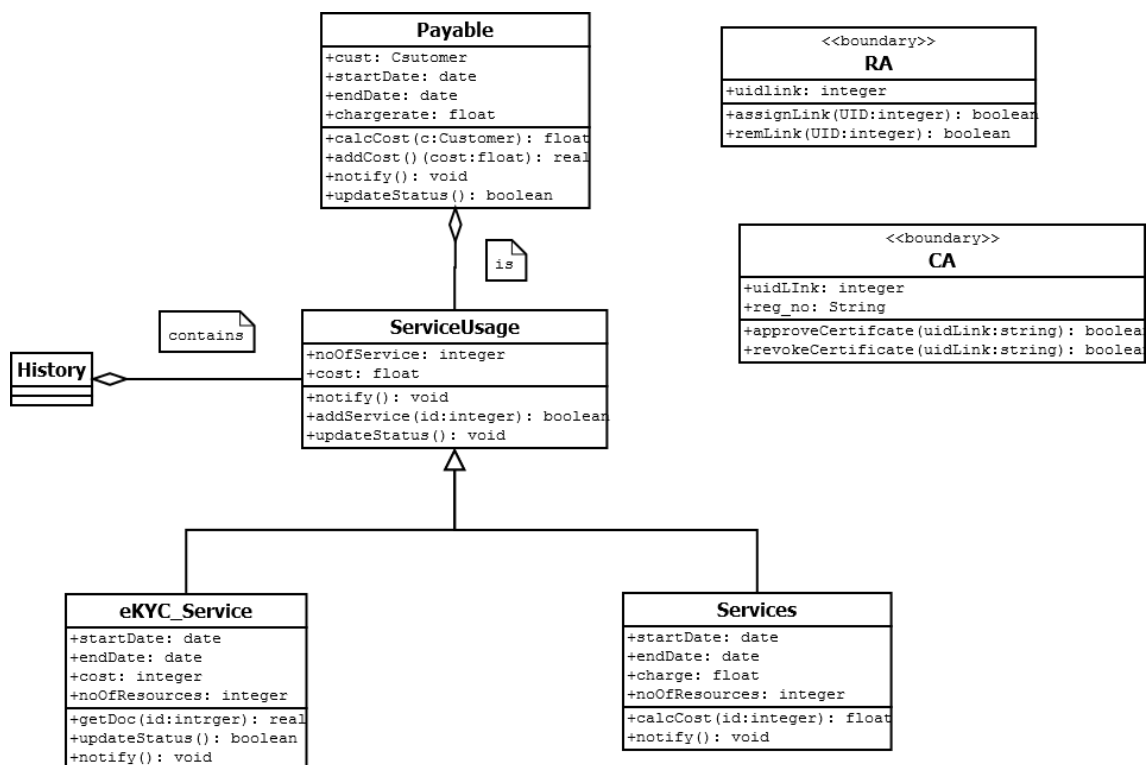 Payable
+cust: Csutomer
+startDate: date
+endDate: date
+chargerate: float
+calcCost(c:Customer): float
+addCost()(cost:float): real
+notify(): void
+updateStatus(): boolean
<<boundary>>
RA
+uidlink: integer
+assignLink(UID:integer): boolean
+remLink(UID:integer): boolean
<<boundary>>
CA
+uidLInk: integer
+reg_no: String
+approveCertifcate(uidLink:string): boolea
+revokeCertificate(uidLink:string): boolea
is
contains
History
ServiceUsage
+noOfService: integer
+cost: float
+notify(): void
+addService(id:integer): boolean
+updateStatus(): void
eKYC_Service
+startDate: date
+endDate: date
+cost: integer
+noOfResources: integer
+getDoc(id:intrger): real
+updateStatus(): boolean
+notify(): void
Services
+startDate: date
+endDate: date
+charge: float
+noOfResources: integer
+calcCost(id:integer): float
+notify(): void